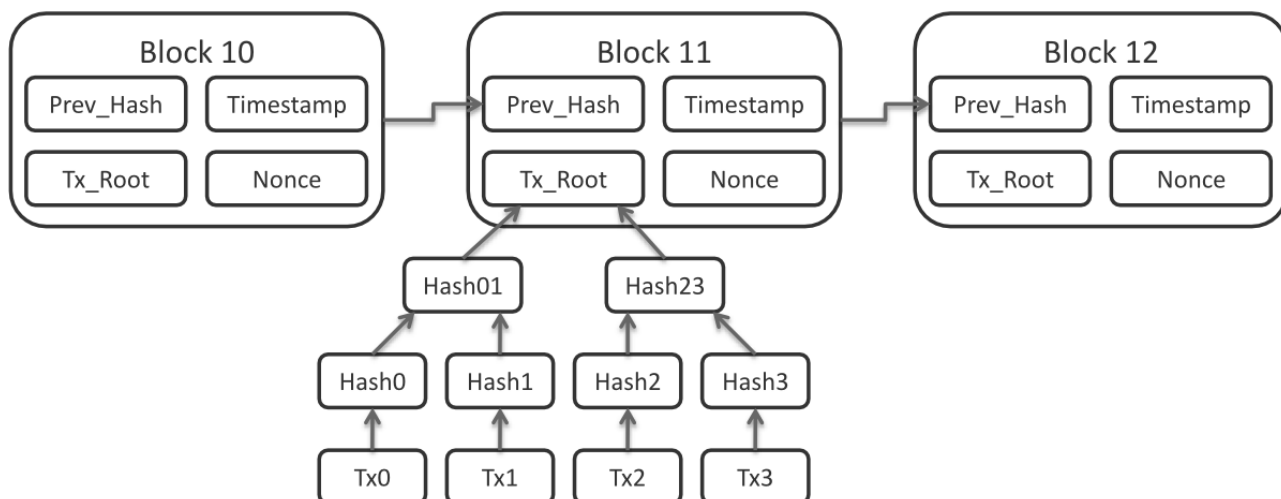 Block 10 Block 11 Block 12
Prev_Hash Timestamp Prev_Hash Timestamp Prev_Hash Timestamp
Tx_Root Nonce Tx_Root Nonce Tx_Root Nonce
Hash01 Hash23
Hash0 Hash1 Hash2 Hash3
Tx0 Tx1 Tx2 Tx3